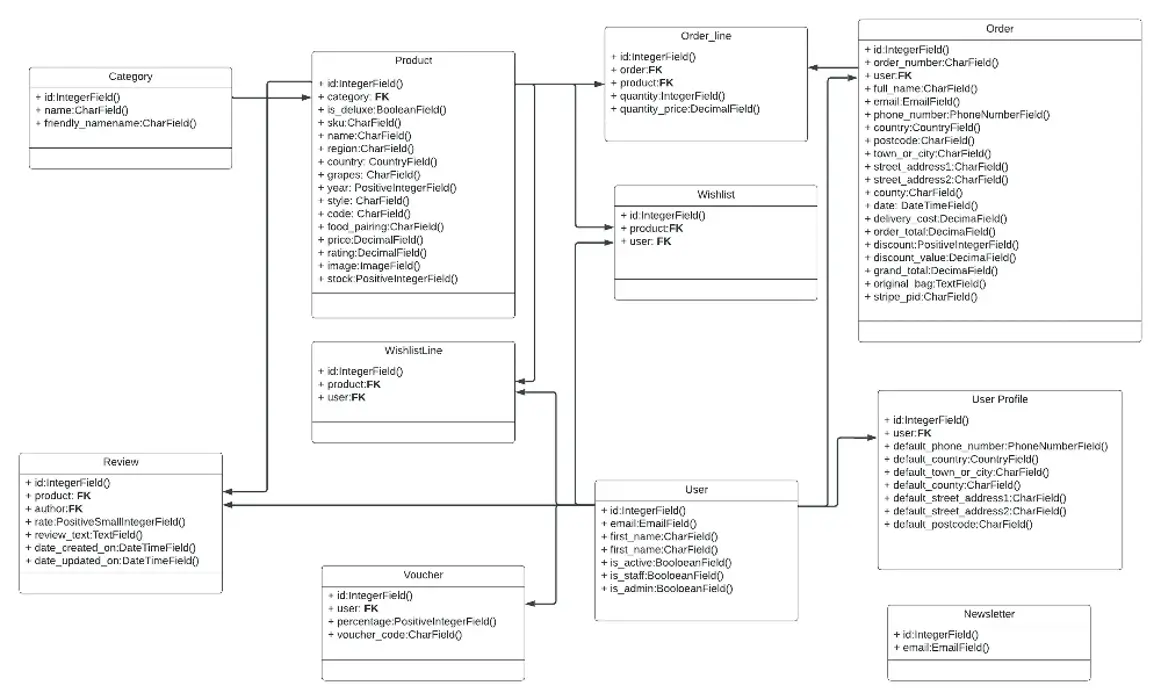 Category
+ id:IntegerField()
+ name:CharField()
+ friendly_namename:CharField()
Product
+ id:IntegerField()
+ category: FK
+ is_deluxe:BooleanField()
+ sku:CharField()
+ name:CharField()
+ region:CharField()
+ country: CountryField()
+ grapes: CharField()
+ year: PositiveIntegerField()
+ style: CharField()
+ code: CharField()
+ food_pairing:CharField()
+ price:DecimalField()
+ rating:DecimalField()
+ image:ImageField()
+ stock:PositiveIntegerField()
Order_line
+ id:IntegerField()
+ order:FK
+ product:FK
+ quantity:IntegerField()
+ quantity_price:DecimalField()
Order
+ id:IntegerField()
+ order_number:CharField()
+ user:FK
+ full_name:CharField()
+ email:EmailField()
+ phone_number:PhoneNumberField()
+ country:CountryField()
+ postcode:CharField()
+ town_or_city:CharField()
+ street_address1:CharField()
+ street_address2:CharField()
+ county:CharField()
+ date: DateTimeField()
+ delivery_cost:DecimaField()
+ order_total:DecimaField()
+ discount:PositiveIntegerField()
+ discount_value:DecimaField()
+ grand_total:DecimaField()
+ original_bag:TextField()
+ stripe_pid:CharField()
Wishlist
+ id:IntegerField()
+ product:FK
+ user: FK
WishlistLine
+ id:IntegerField()
+ product:FK
+ user:FK
User Profile
+ id:IntegerField()
+ user:FK
+ default_phone_number:PhoneNumberField()
+ default_country:CountryField()
+ default_town_or_city:CharField()
+ default_county:CharField()
+ default_street_address1:CharField()
+ default_street_address2:CharField()
+ default_postcode:CharField()
Review
+ id:IntegerField()
+ product: FK
+ author:FK
+ rate:PositiveSmallIntegerField()
+ review_text:TextField()
+ date_created_on:DateTimeField()
+ date_updated_on:DateTimeField()
User
+ id:IntegerField()
+ email:EmailField()
+ first_name:CharField()
+ first_name:CharField()
+ is_active:BooloeanField()
+ is_staff:BooloeanField()
+ is_admin:BooloeanField()
Voucher
+ id:IntegerField()
+ user: FK
+ percentage:PositiveIntegerField()
+ voucher_code:CharField()
Newsletter
+ id:IntegerField()
+ email:EmailField()